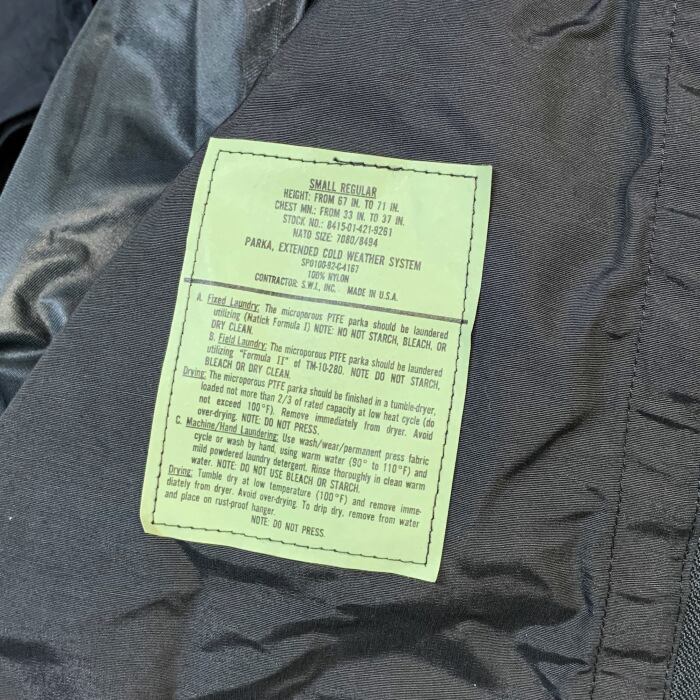 SMALL REGULAR
HEIGHT: FROM 67 IN. TO 71 IN.
CHEST MN.: FROM 33 IN. TO 37 IN.
STOCK NO.: 8415-01-421-9261
NATO SIZE: 7080/8494
PARKA, EXTENDED COLD WEATHER SYSTEM
SP0100-92-C-4167
100% NYLON
CONTRACTOR: S.W.I., INC. MADE IN U.S.A.
A. Fixed Laundry: The microporous PTFE parka should be laundered
utilizing (Natick Formula I) NOTE: NO NOT STARCH, BLEACH, OR
DRY CLEAN.
B. Field Laundry: The microporous PTFE parka should be laundered
utilizing "Formula II" of TM-10-280. NOTE DO NOT STARCH,
BLEACH OR DRY CLEAN.
Drying: The microporous PTFE parka should be finished in a tumble-dryer,
loaded not more than 2/3 of rated capacity at low heat cycle (do
not exceed 100°F). Remove immediately from dryer. Avoid
over-drying. NOTE: DO NOT PRESS.
C. Machine/Hand Laundering: Use wash/wear/permanent press fabric
cycle or wash by hand, using warm water (90° to 110°F) and
mild powdered laundry detergent. Rinse thoroughly in clean warm
water. NOTE: DO NOT USE BLEACH OR STARCH.
Drying: Tumble dry at low temperature (100°F) and remove imme-
diately from dryer. Avoid over-drying. To drip dry, remove from water
and place on rust-proof hanger.
NOTE: DO NOT PRESS.